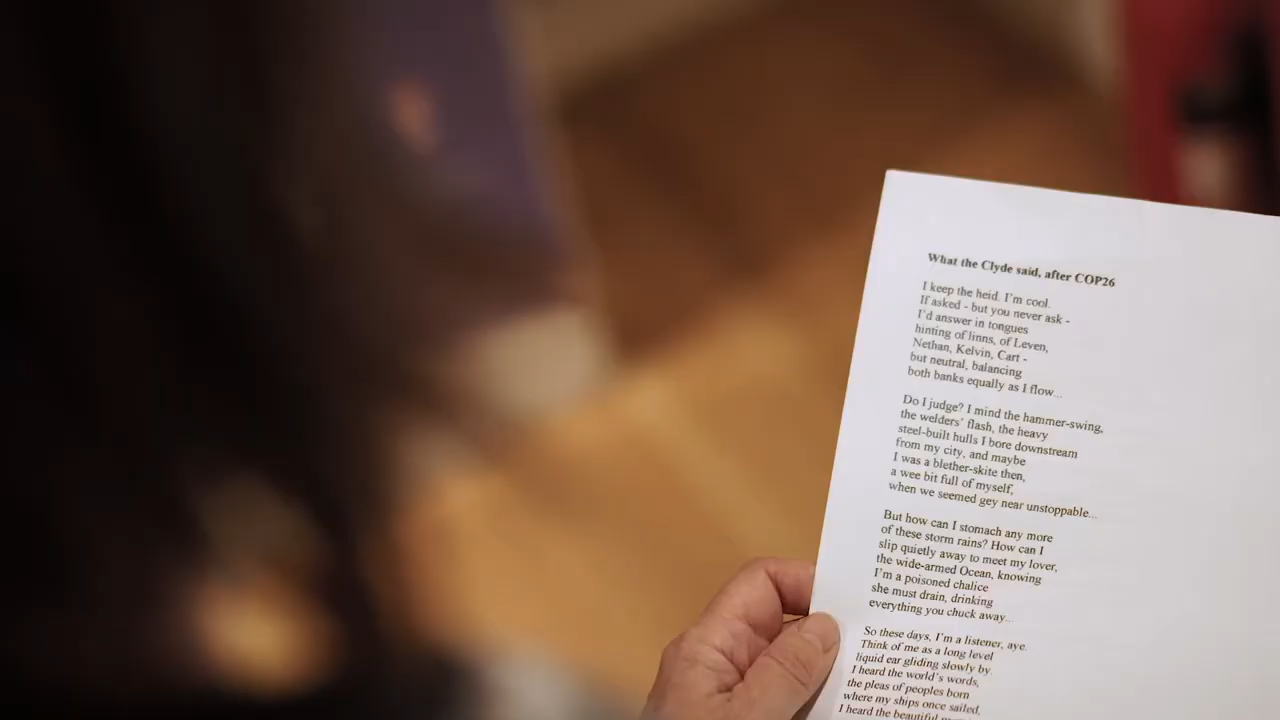 What the Clyde said, after COP26
I keep the heid. I'm cool.
If asked - but you never ask -
I'd answer in tongues
hinting of linns, of Leven,
Nethan, Kelvin, Cart -
but neutral, balancing
both banks equally as I flow...
Do I judge? I mind the hammer-swing,
the welders' flash, the heavy
steel-built hulls I bore downstream
from my city, and maybe
I was a blether-skite then,
a wee bit full of myself,
when we seemed gey near unstoppable...
But how can I stomach any more
of these storm rains? How can I
slip quietly away to meet my lover,
the wide-armed Ocean, knowing
I'm a poisoned chalice
she must drain, drinking
everything you chuck away...
So these days, I'm a listener, aye.
Think of me as a long level
liquid ear gliding slowly by.
I heard the world's words,
the pleas of peoples born
where my ships once sailed,
I heard the beautiful